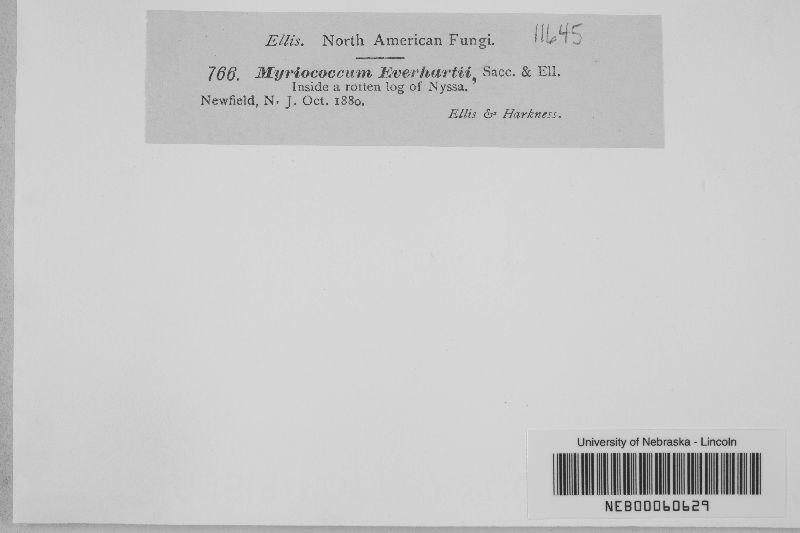 Ellis. North American Fungi. 11645
766. Myriococcum Everhartii, Sacc. & Ell.
Inside a rotten log of Nyssa.
Newfield, N. J. Oct. 1880.
Ellis & Harkness.
University of Nebraska - Lincoln
NEB00060629